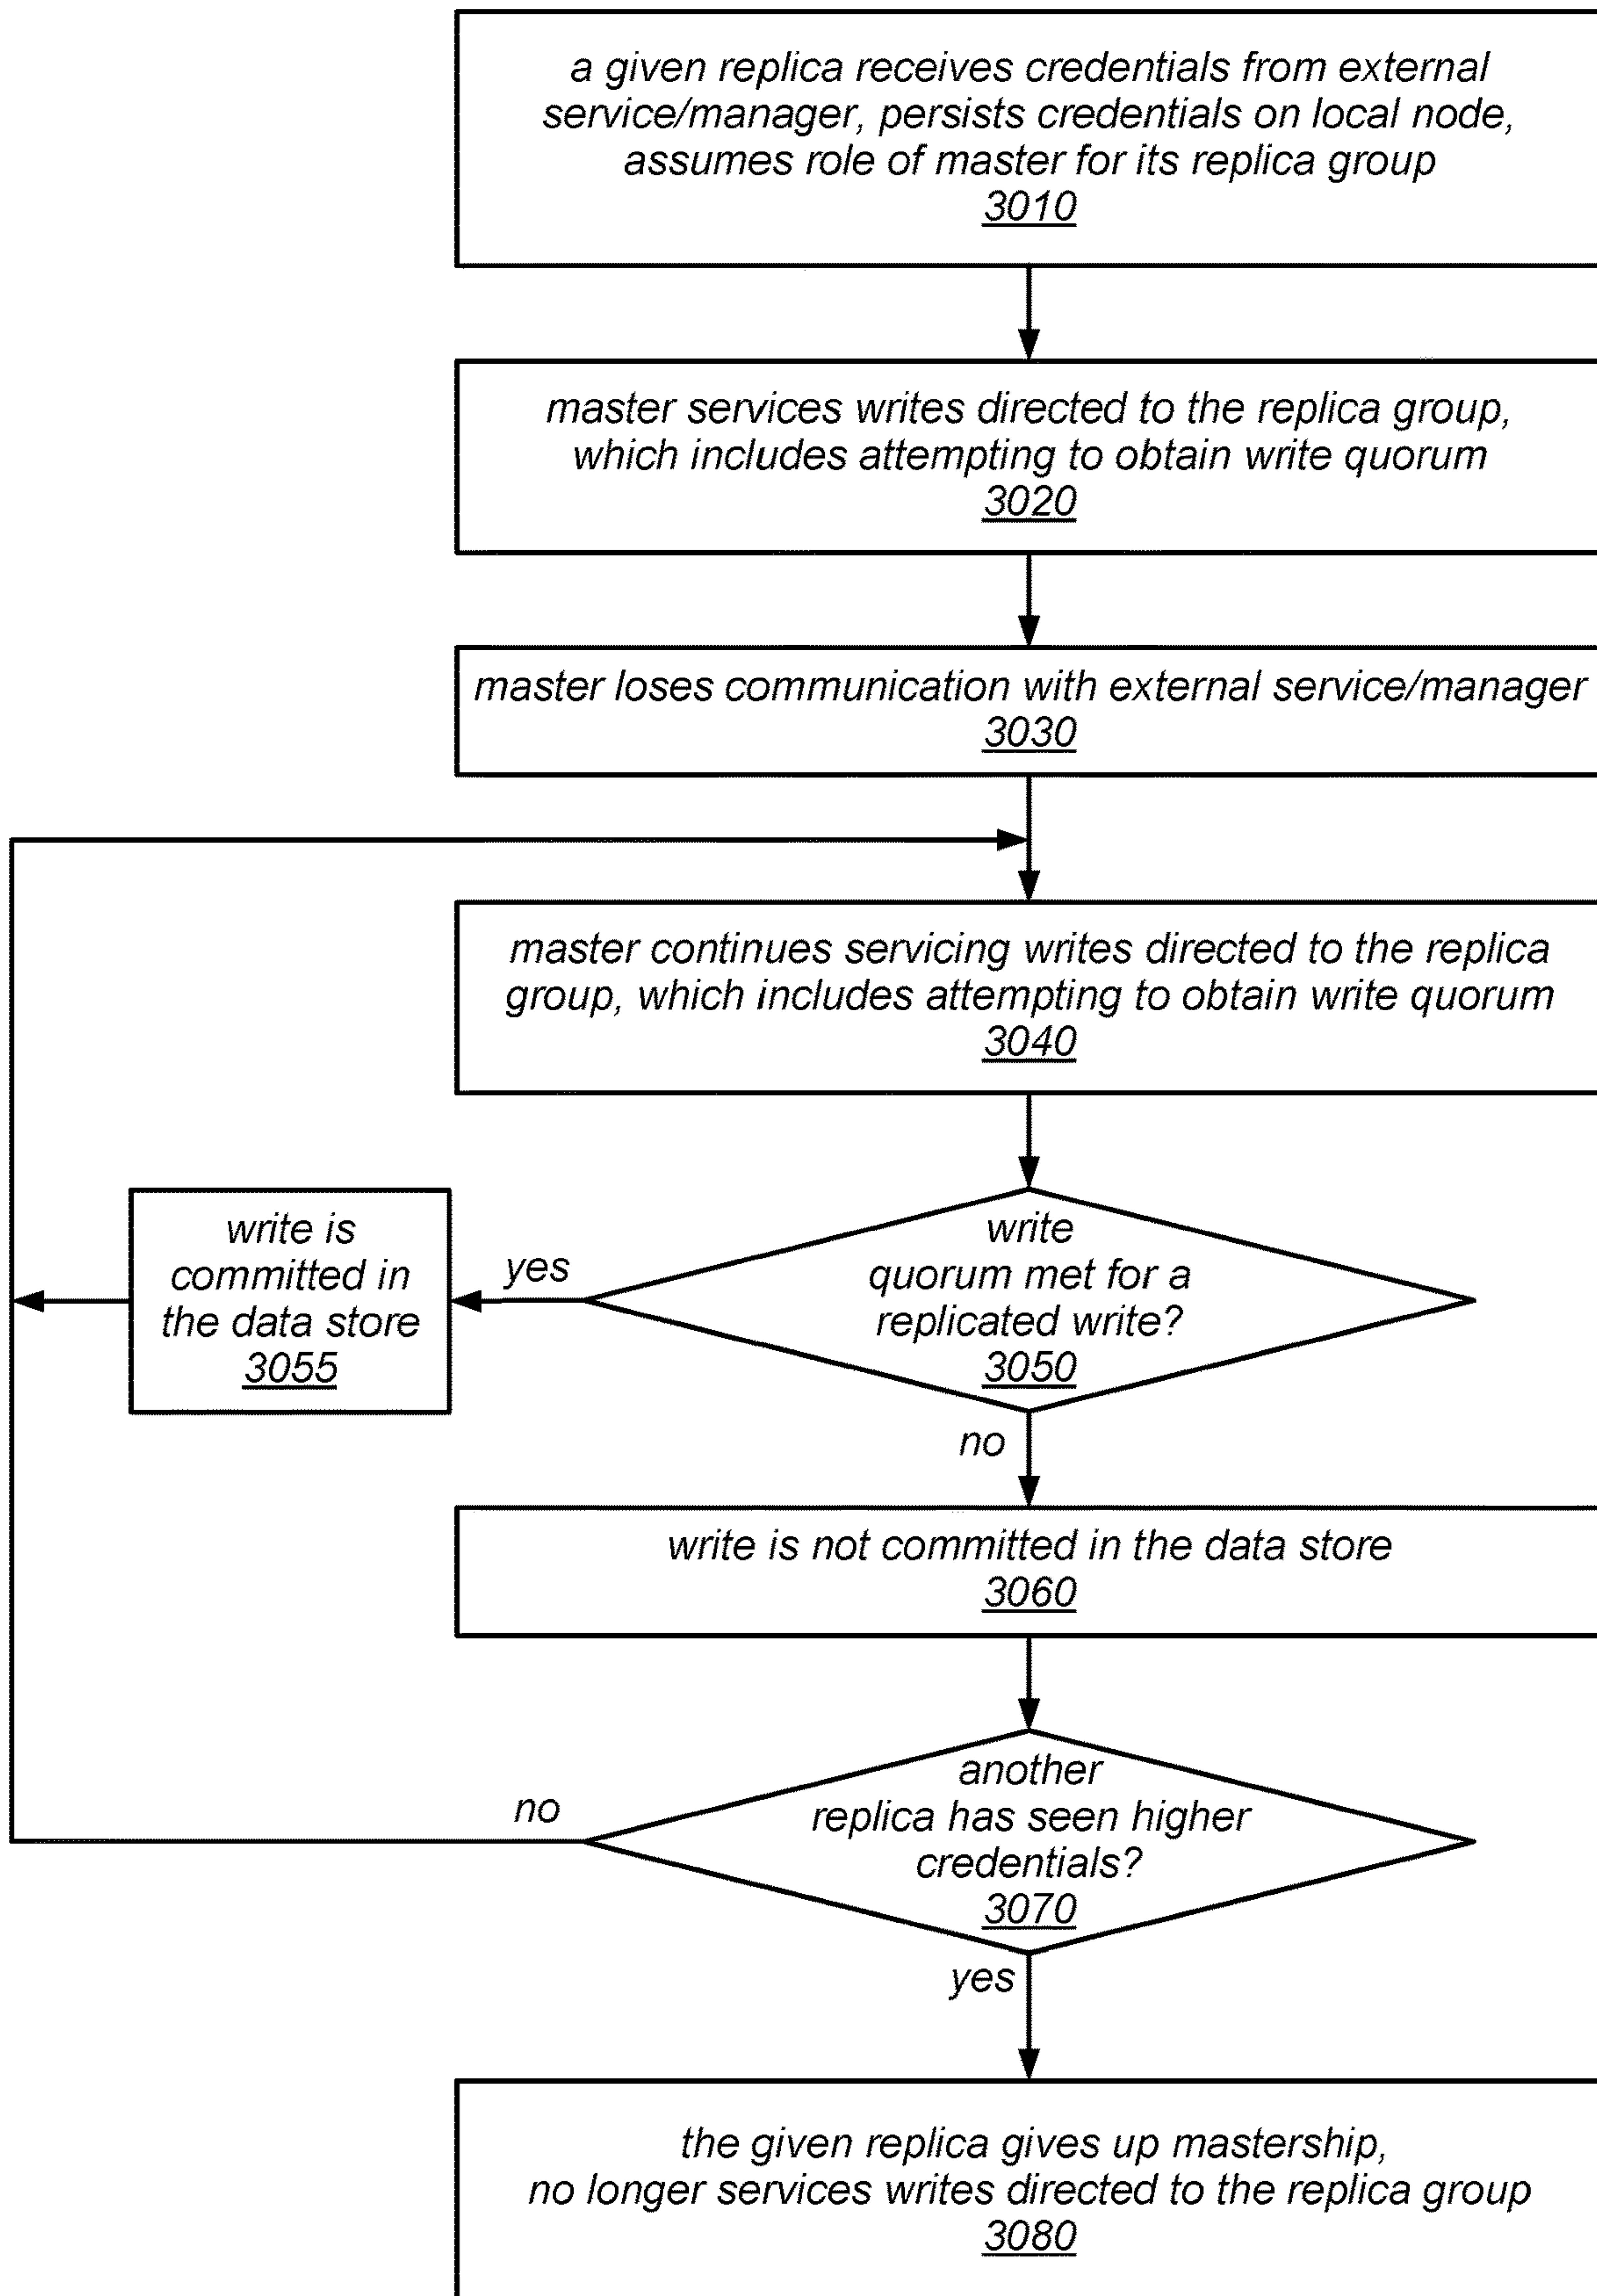 a given replica receives credentials from external
service/manager, persists credentials on local node,
assumes role of master for its replica group
3010
master services writes directed to the replica group,
which includes attempting to obtain write quorum
3020
master loses communication with external service/manager
3030
master continues servicing writes directed to the replica
group, which includes attempting to obtain write quorum
3040
write
quorum met for a
replicated write?
3050
yes
write is
committed in
the data store
3055
no
write is not committed in the data store
3060
another
replica has seen higher
credentials?
3070
no
yes
the given replica gives up mastership,
no longer services writes directed to the replica group
3080